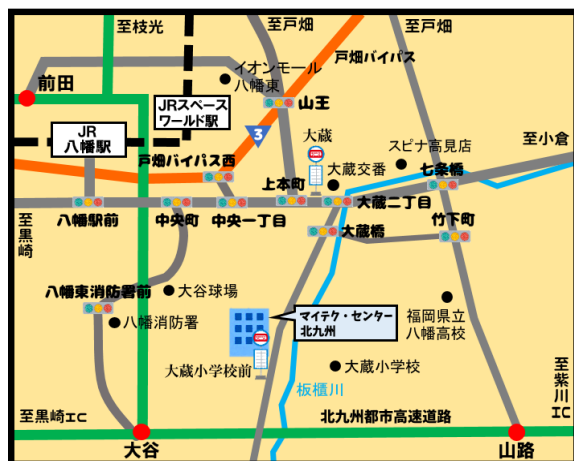 至枝光
至戸畑
至戸畑
戸畑バイパス
前田
イオンモール
八幡東
JRスペース
ワールド駅
山王
JR
八幡駅
3
大蔵
スピナ高見店
至小倉
戸畑バイパス西
大蔵交番
七条橋
上本町
至黒崎
八幡駅前
中央町
中央一丁目
大蔵二丁目
大蔵橋
竹下町
八幡東消防署前
大谷球場
八幡消防署
マイテク・センター
北九州
福岡県立
八幡高校
大蔵小学校前
大蔵小学校
板櫃川
至黒崎IC
北九州都市高速道路
至紫川IC
大谷
山路